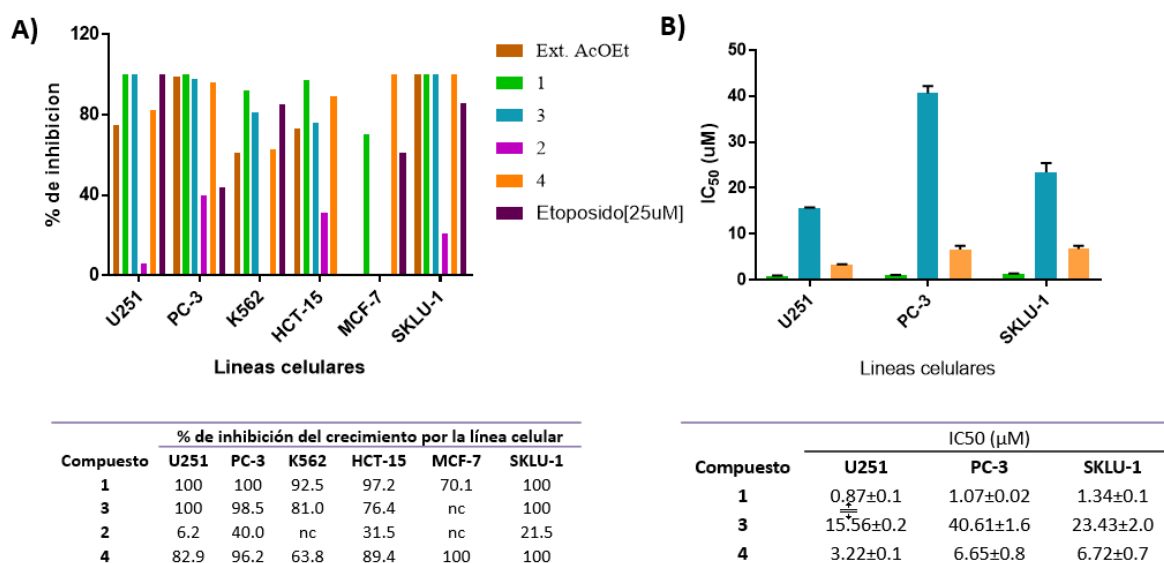 A)
120
80
40
0
% de inhibicion
U251
PC-3
K562
HCT-15
MCF-7
SKLU-1
Lineas celulares
Ext. AcOEt
1
3
2
4
Etoposido[25uM]
B)
50
40
30
20
10
0
IC50 (uM)
U251
PC-3
SKLU-1
Lineas celulares
% de inhibición del crecimiento por la línea celular
Compuesto U251 PC-3 K562 HCT-15 MCF-7 SKLU-1
1 100 100 92.5 97.2 70.1 100
3 100 98.5 81.0 76.4 nc 100
2 6.2 40.0 nc 31.5 nc 21.5
4 82.9 96.2 63.8 89.4 100 100
IC50 (µM)
Compuesto U251 PC-3 SKLU-1
1 0.87±0.1 1.07±0.02 1.34±0.1
3 15.56±0.2 40.61±1.6 23.43±2.0
4 3.22±0.1 6.65±0.8 6.72±0.7